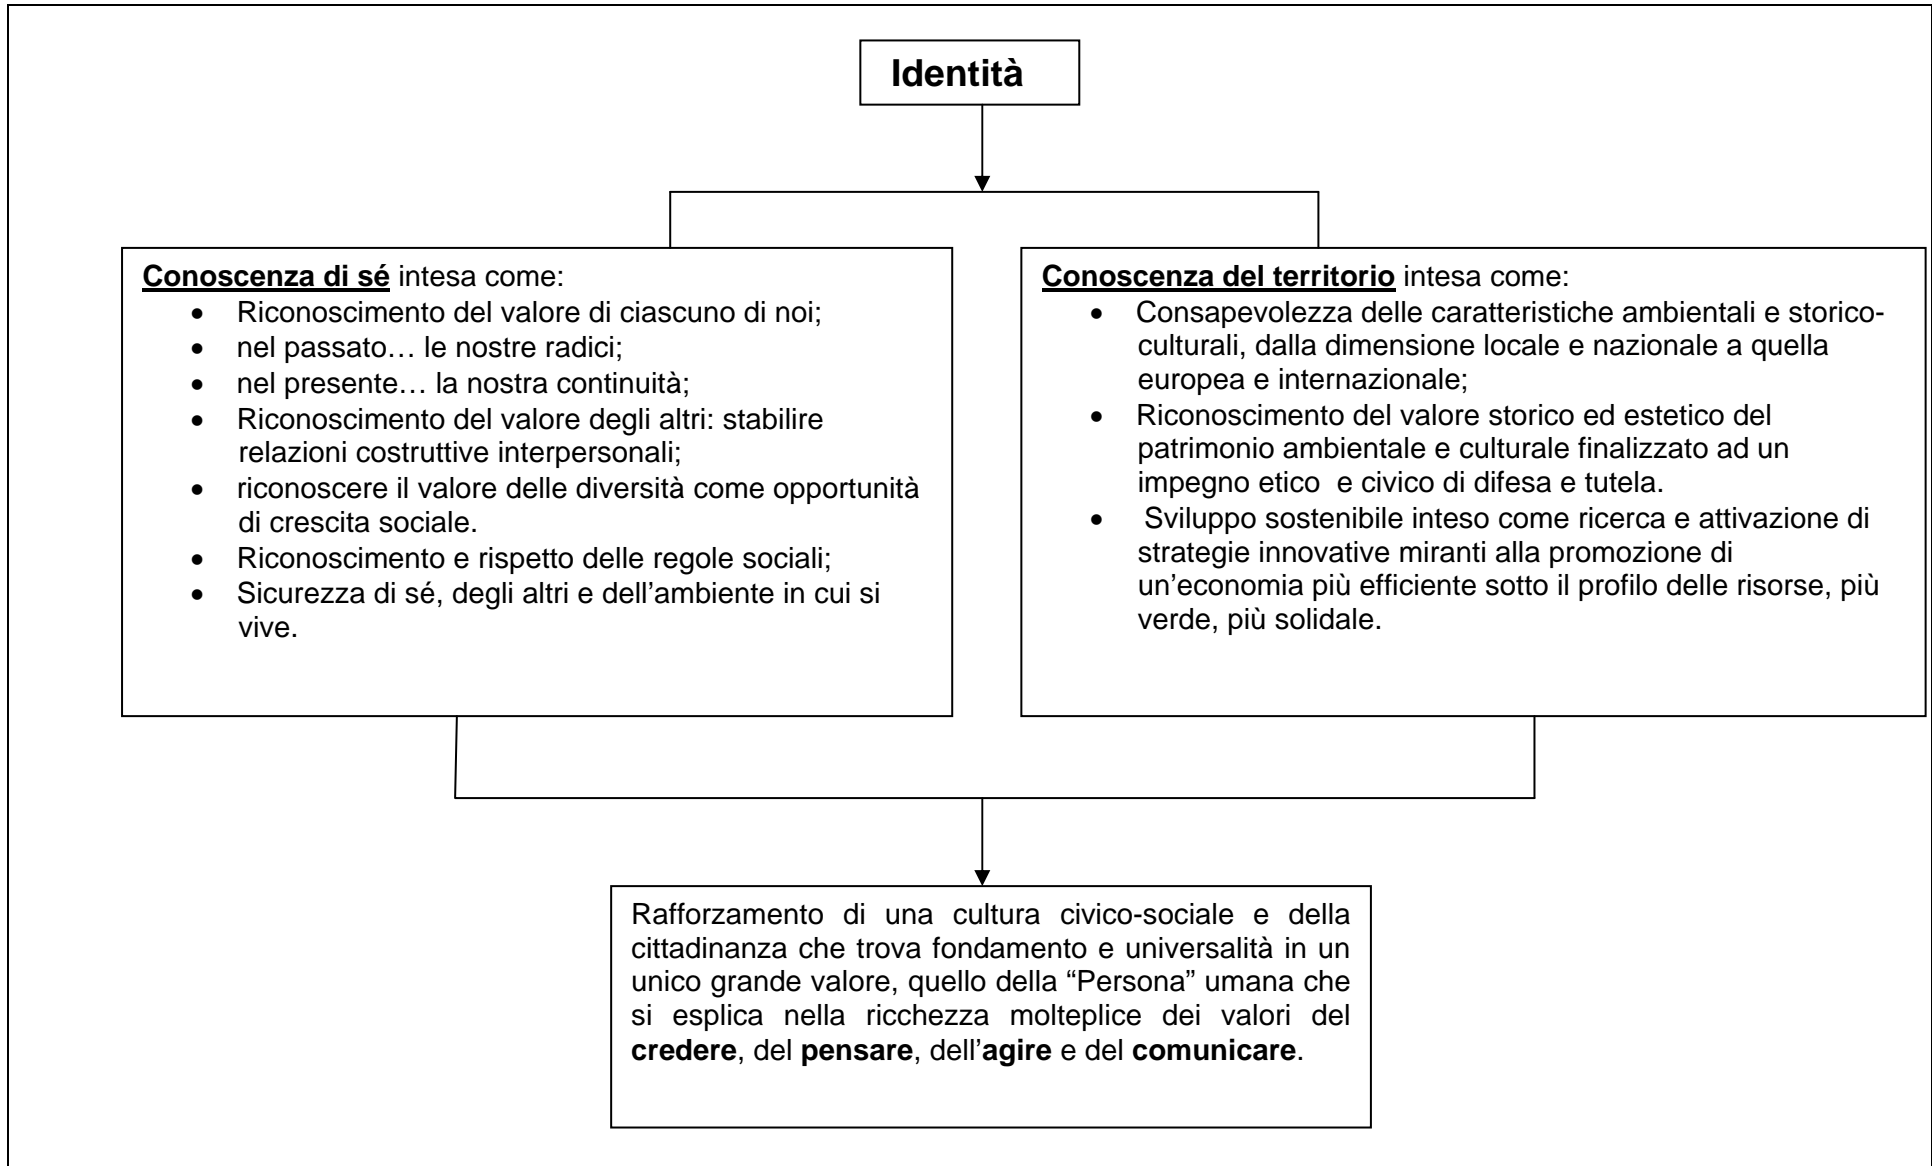 Identità
Conoscenza di sé intesa come:
• Riconoscimento del valore di ciascuno di noi;
• nel passato… le nostre radici;
• nel presente… la nostra continuità;
• Riconoscimento del valore degli altri: stabilire
relazioni costruttive interpersonali;
• riconoscere il valore delle diversità come opportunità
di crescita sociale.
• Riconoscimento e rispetto delle regole sociali;
• Sicurezza di sé, degli altri e dell’ambiente in cui si
vive.
Conoscenza del territorio intesa come:
• Consapevolezza delle caratteristiche ambientali e storico-
culturali, dalla dimensione locale e nazionale a quella
europea e internazionale;
• Riconoscimento del valore storico ed estetico del
patrimonio ambientale e culturale finalizzato ad un
impegno etico e civico di difesa e tutela.
• Sviluppo sostenibile inteso come ricerca e attivazione di
strategie innovative miranti alla promozione di
un’economia più efficiente sotto il profilo delle risorse, più
verde, più solidale.
Rafforzamento di una cultura civico-sociale e della
cittadinanza che trova fondamento e universalità in un
unico grande valore, quello della “Persona” umana che
si esplica nella ricchezza molteplice dei valori del
credere, del pensare, dell’agire e del comunicare.